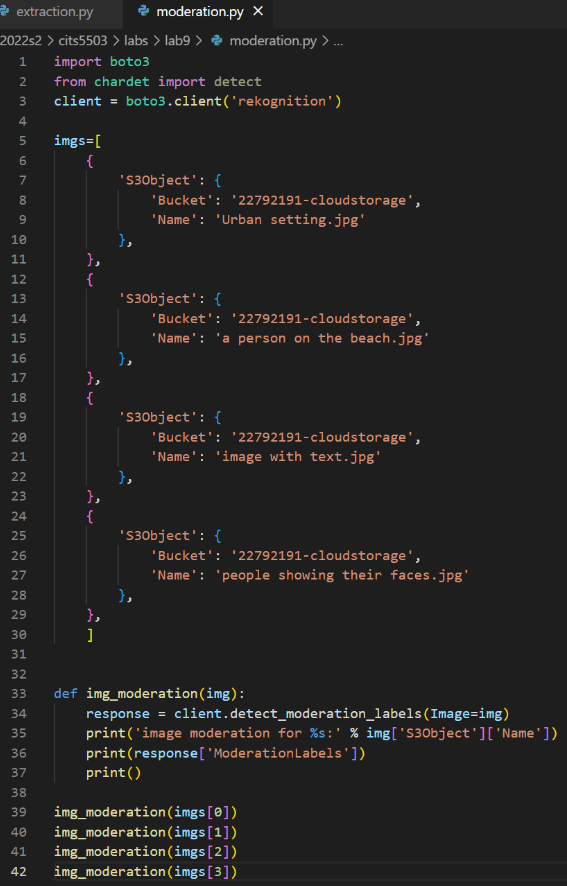 extraction.py moderation.py ×
2022s2 > cits5503 > labs > lab9 > moderation.py > ...
1 import boto3
2 from chardet import detect
3 client = boto3.client('rekognition')
4
5 imgs=[
6     {
7         'S3Object': {
8             'Bucket': '22792191-cloudstorage',
9             'Name': 'Urban setting.jpg'
10         },
11     },
12     {
13         'S3Object': {
14             'Bucket': '22792191-cloudstorage',
15             'Name': 'a person on the beach.jpg'
16         },
17     },
18     {
19         'S3Object': {
20             'Bucket': '22792191-cloudstorage',
21             'Name': 'image with text.jpg'
22         },
23     },
24     {
25         'S3Object': {
26             'Bucket': '22792191-cloudstorage',
27             'Name': 'people showing their faces.jpg'
28         },
29     },
30     ]
31
32
33 def img_moderation(img):
34     response = client.detect_moderation_labels(Image=img)
35     print('image moderation for %s:' % img['S3Object']['Name'])
36     print(response['ModerationLabels'])
37     print()
38
39 img_moderation(imgs[0])
40 img_moderation(imgs[1])
41 img_moderation(imgs[2])
42 img_moderation(imgs[3])